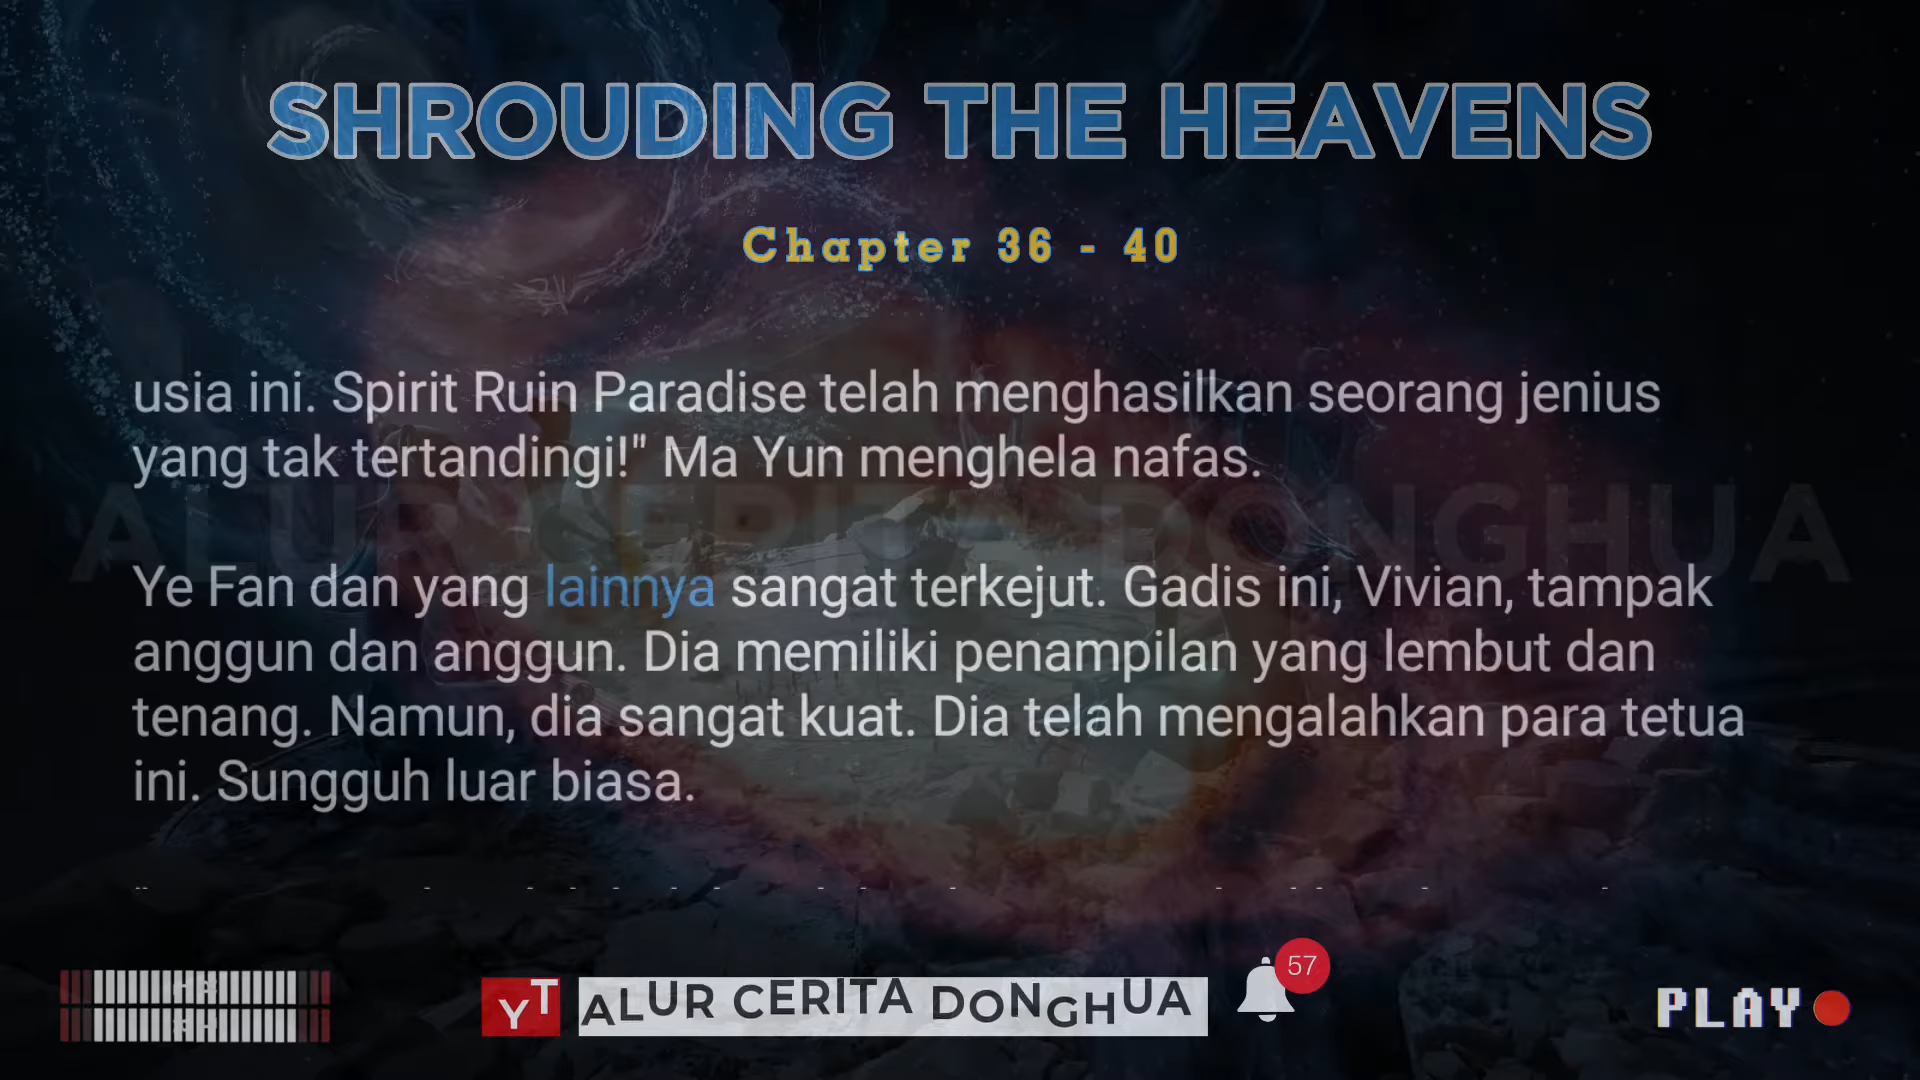 SHROUDING THE HEAVENS
Chapter 36 - 40
usia ini. Spirit Ruin Paradise telah menghasilkan seorang jenius
yang tak tertandingi!" Ma Yun menghela nafas.
ALUR CERITA DONGHUA
Ye Fan dan yang lainnya sangat terkejut. Gadis ini, Vivian, tampak
anggun dan anggun. Dia memiliki penampilan yang lembut dan
tenang. Namun, dia sangat kuat. Dia telah mengalahkan para tetua
ini. Sungguh luar biasa.
YT ALUR CERITA DONGHUA
57
PLAY